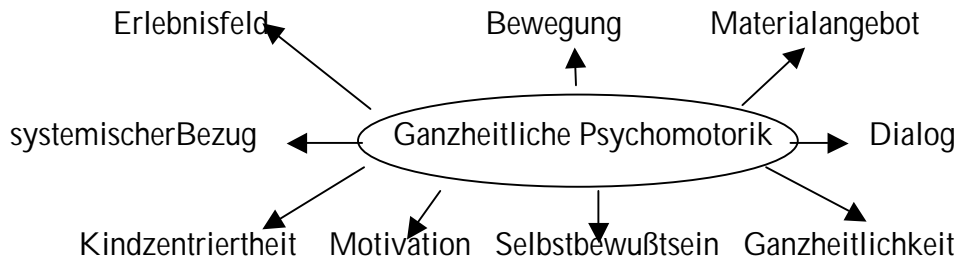 Erlebnisfeld Bewegung Materialangebot
systemischerBezug Ganzheitliche Psychomotorik Dialog
Kindzentriertheit Motivation Selbstbewußtsein Ganzheitlichkeit